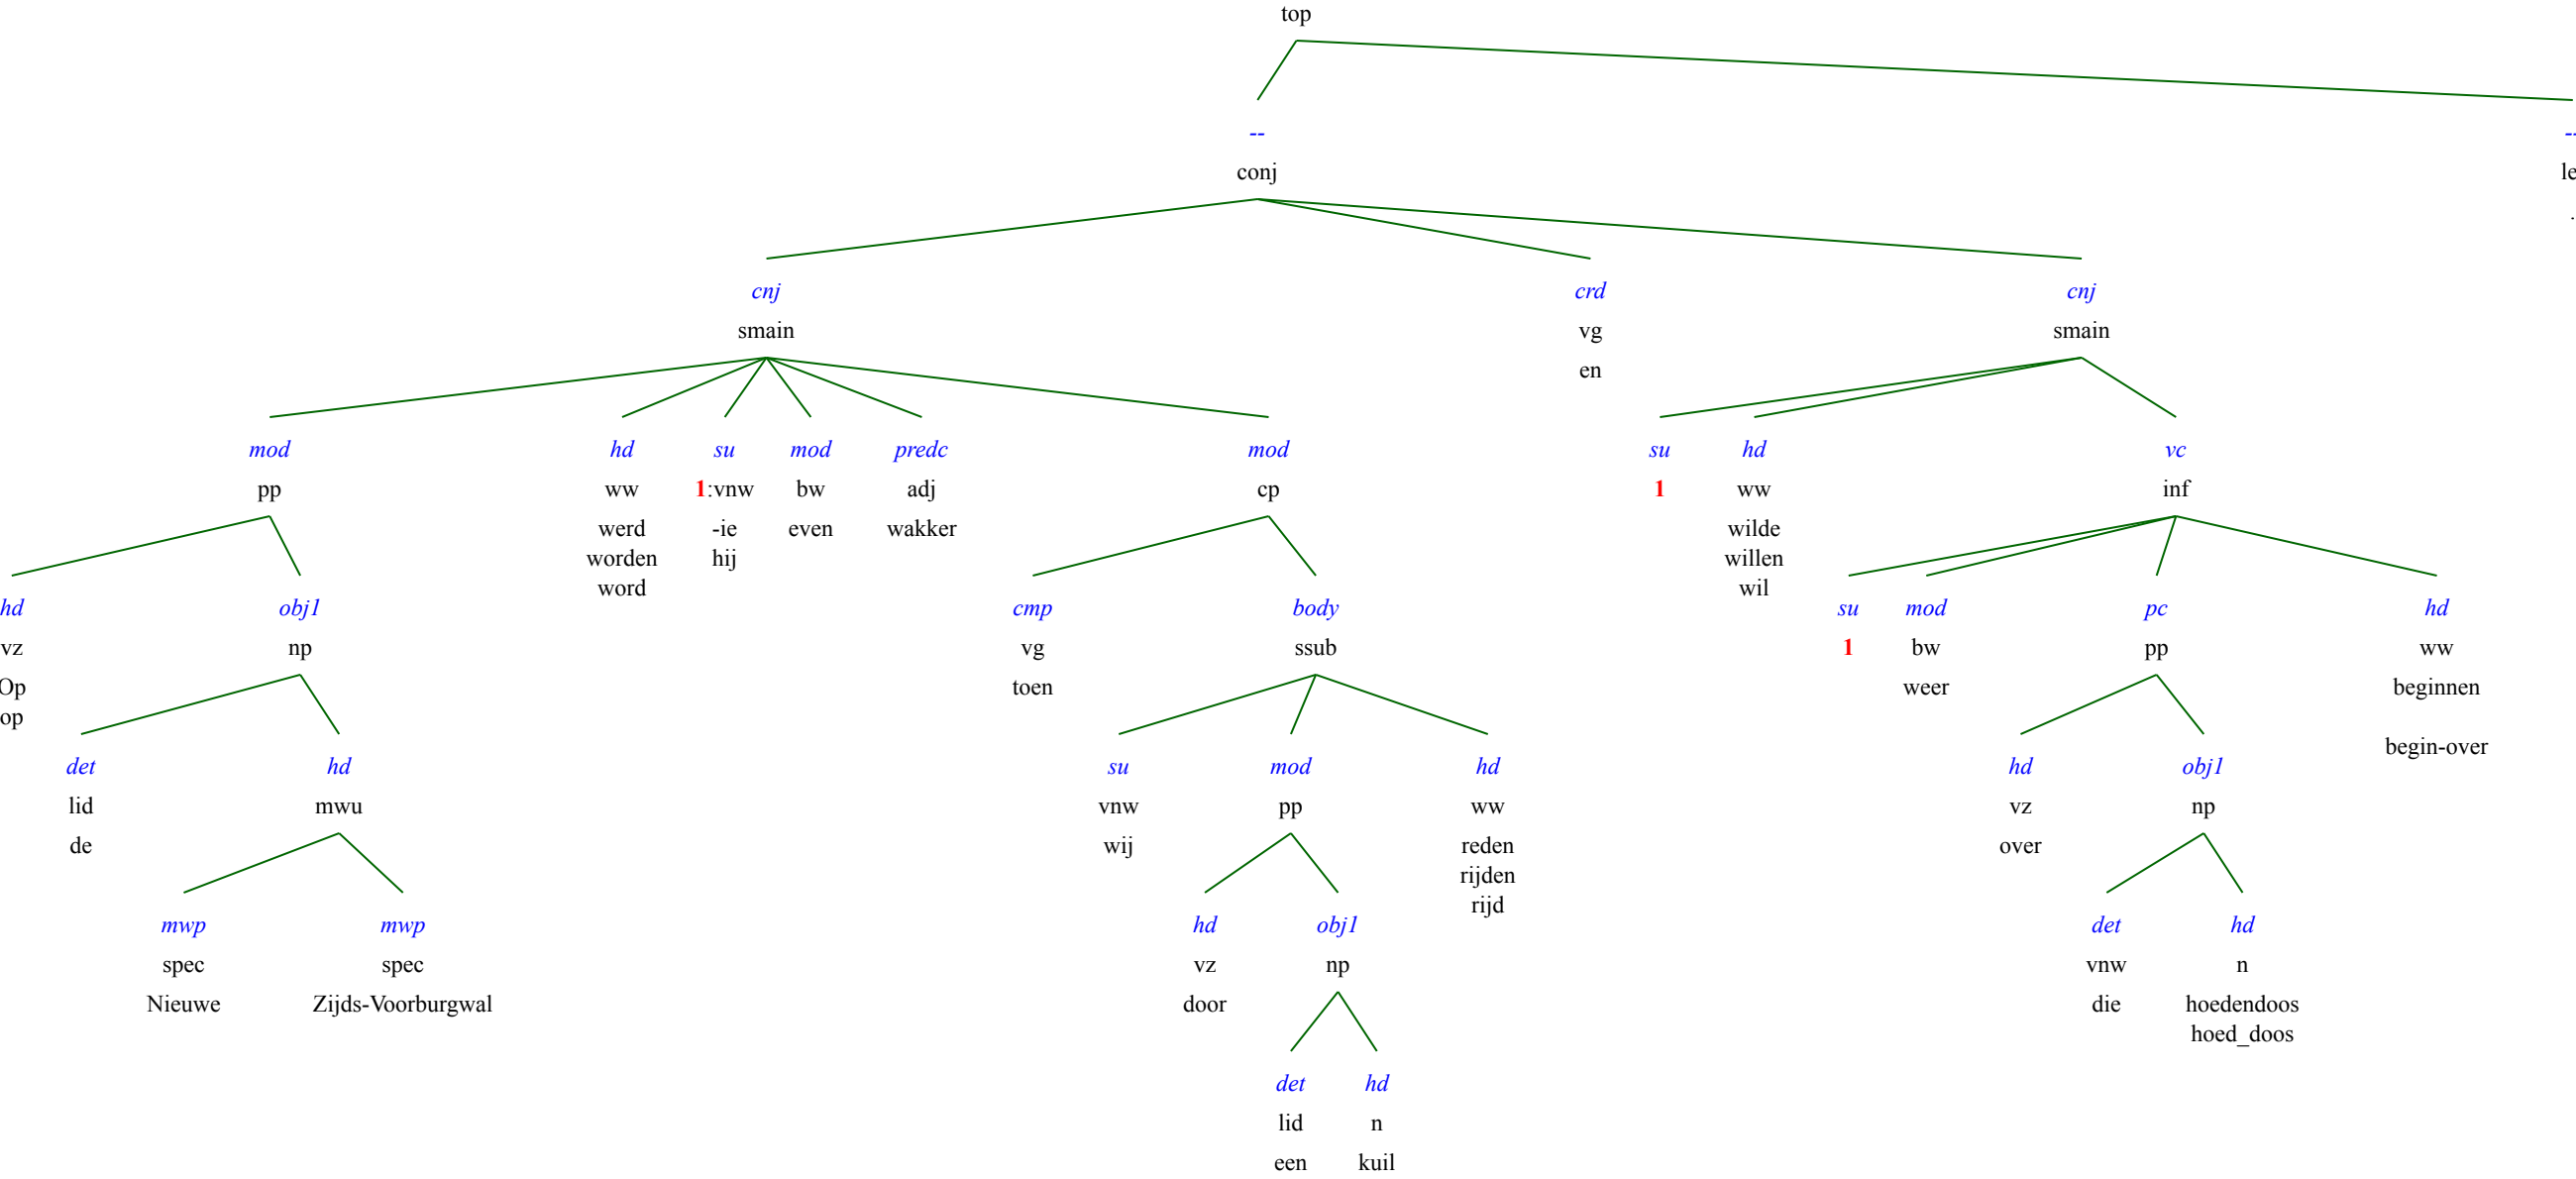 top
-- --
conj le
.
cnj crd cnj
smain vg smain
en
mod hd su mod predc mod su hd vc
pp ww 1:vnw bw adj cp 1 ww inf
werd -ie even wakker wilde
worden hij willen
word wil
hd obj1 cmp body su mod pc hd
vz np vg ssub 1 bw pp ww
Op toen weer beginnen
op
begin-over
det hd su mod hd hd obj1
lid mwu vnw pp ww vz np
de wij reden over
rijden
rijd
mwp mwp hd obj1 det hd
spec spec vz np vnw n
Nieuwe Zijds-Voorburgwal door die hoedendoos
hoed_doos
det hd
lid n
een kuil